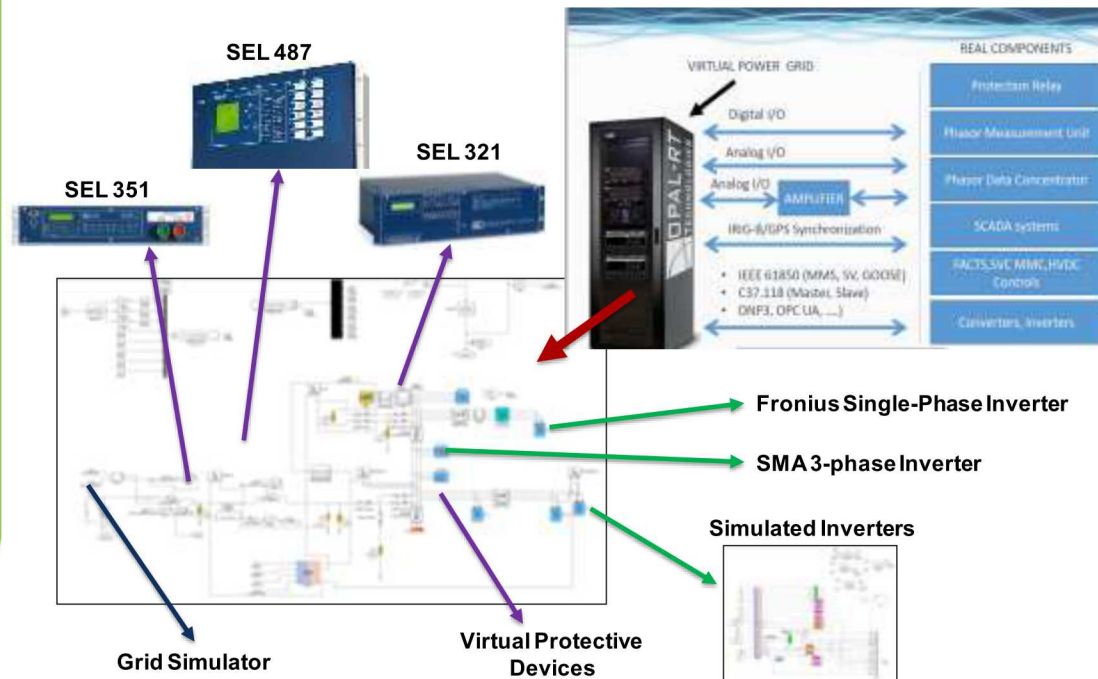 SEL 487
SEL 321
SEL 351
REAL COMPONENTS
VIRTUAL POWER GRID
Protection Relay
Digital I/O
Phasor Measurement Unit
Analog I/O
Phasor Data Concentrator
Analog I/O
AMPLIFIER
SCADA systems
IRIG-B/GPS Synchronization
FACTS,SVC MMC,HVDC
Controls
• IEEE 61850 (MMS, SV, GOOSE)
• C37.118 (Master, Slave)
• DNP3, OPC UA, ....)
Converters, Inverters
OPAL-RT
TECHNOLOGIES
Fronius Single-Phase Inverter
SMA 3-phase Inverter
Simulated Inverters
Grid Simulator
Virtual Protective
Devices